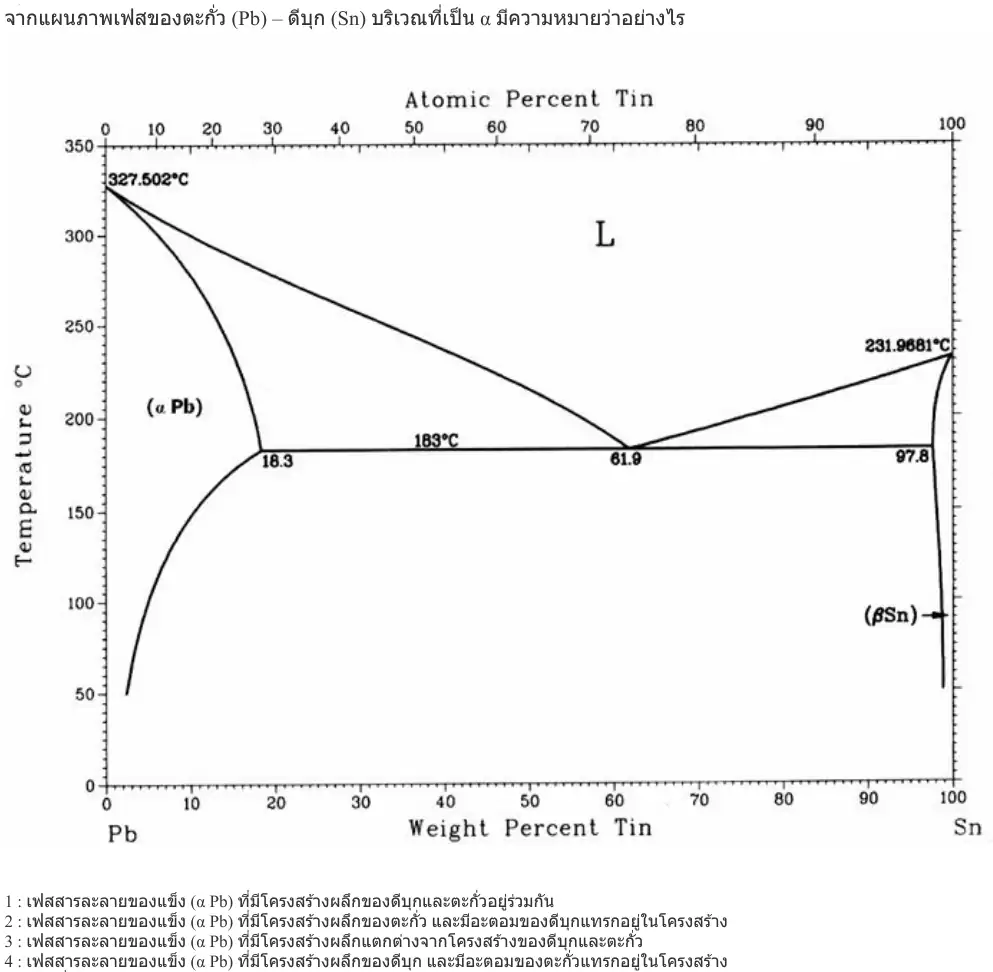 จากแผนภาพเฟสของตะกั่ว (Pb) – ดีบุก (Sn) บริเวณที่เป็น α มีความหมายว่าอย่างไร
Atomic Percent Tin
0 10 20 30 40 50 60 70 80 90 100
350
327.502°C
300
L
250
231.9681°C
(α Pb)
200
183°C
18.3
61.9
97.8
150
100
(βSn)
50
0
Temperature °C
0 10 20 30 40 50 60 70 80 90 100
Pb
Weight Percent Tin
Sn
1 : เฟสสารละลายของแข็ง (α Pb) ที่มีโครงสร้างผลึกของดีบุกและตะกั่วอยู่ร่วมกัน
2 : เฟสสารละลายของแข็ง (α Pb) ที่มีโครงสร้างผลึกของตะกั่ว และมีอะตอมของดีบุกแทรกอยู่ในโครงสร้าง
3 : เฟสสารละลายของแข็ง (α Pb) ที่มีโครงสร้างผลึกแตกต่างจากโครงสร้างของดีบุกและตะกั่ว
4 : เฟสสารละลายของแข็ง (α Pb) ที่มีโครงสร้างผลึกของดีบุก และมีอะตอมของตะกั่วแทรกอยู่ในโครงสร้าง